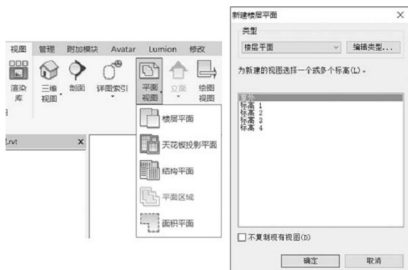 视图 管理 附加模块 Avatar Lumion 修改
渲染库 三维视图 剖面 详图索引 平面视图 立面 绘图视图
.rvt X
楼层平面
天花板投影平面
结构平面
平面区域
面积平面
新建楼层平面 ×
类型
楼层平面 编辑类型...
为新建的视图选择一个或多个标高(L)。
标高 1
标高 2
标高 3
标高 4
不复制现有视图(D)
确定 取消